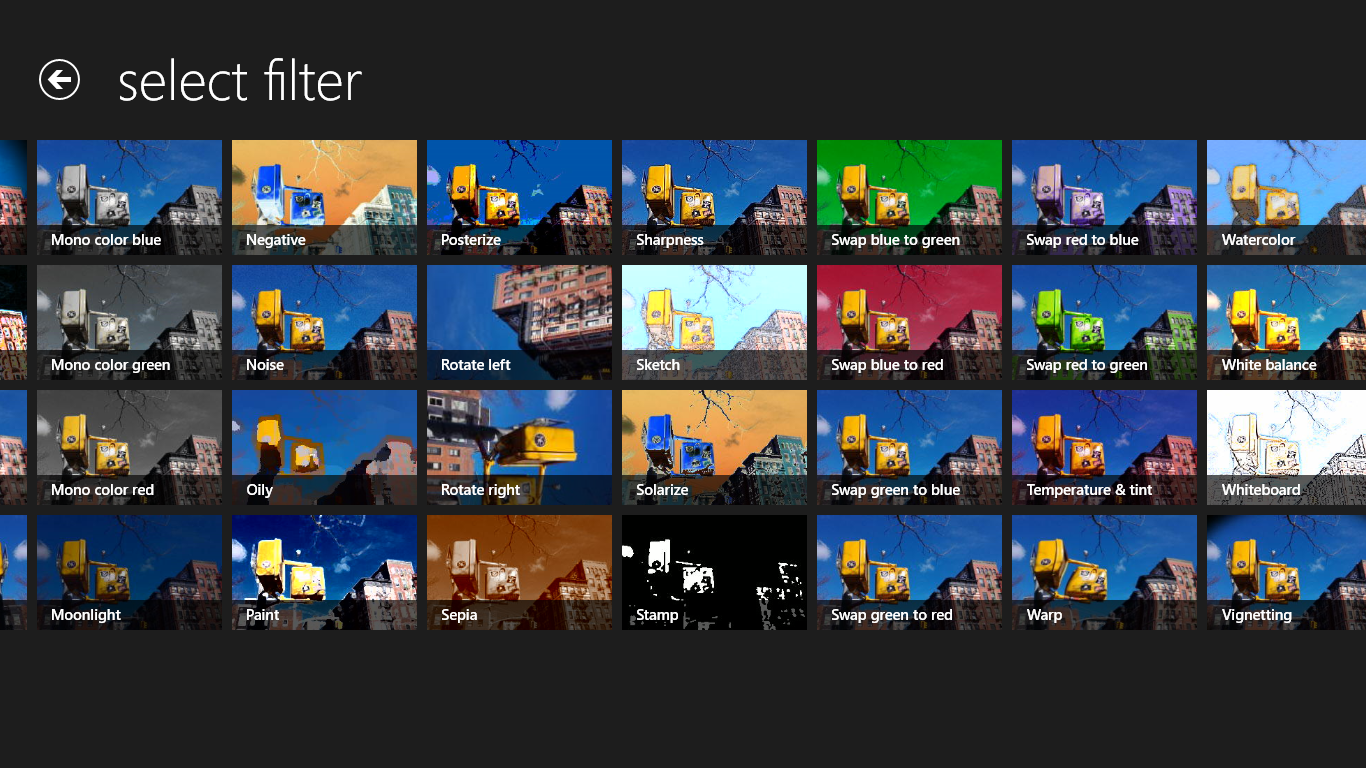 select filter
Mono color blue
Negative
Posterize
Sharpness
Swap blue to green
Swap red to blue
Watercolor
Mono color green
Noise
Rotate left
Sketch
Swap blue to red
Swap red to green
White balance
Mono color red
Oily
Rotate right
Solarize
Swap green to blue
Temperature & tint
Whiteboard
Moonlight
Paint
Sepia
Stamp
Swap green to red
Warp
Vignetting